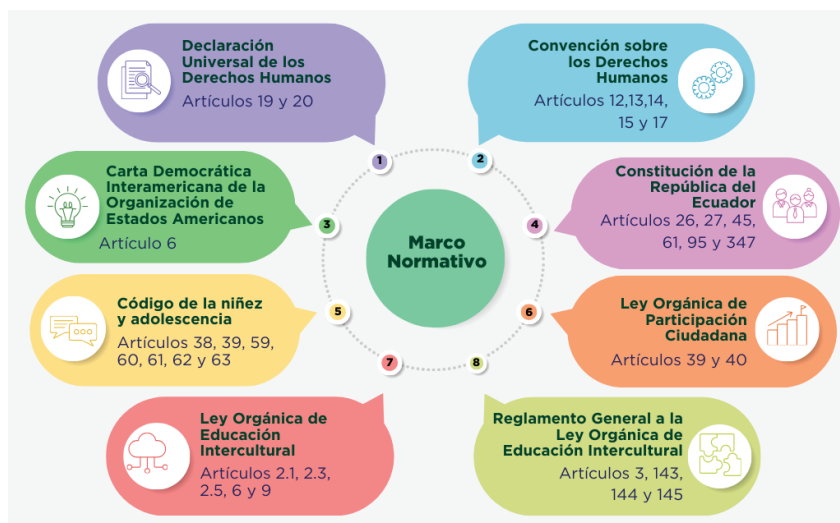 Declaración
Universal de los
Derechos Humanos
Artículos 19 y 20
1
Convención sobre
los Derechos
Humanos
Artículos 12,13,14,
15 y 17
2
Carta Democrática
Interamericana de la
Organización de
Estados Americanos
Artículo 6
3
Constitución de la
República del
Ecuador
Artículos 26, 27, 45,
61, 95 y 347
4
Marco
Normativo
Código de la niñez
y adolescencia
Artículos 38, 39, 59,
60, 61, 62 y 63
5
Ley Orgánica de
Participación
Ciudadana
Artículos 39 y 40
6
Ley Orgánica de
Educación
Intercultural
Artículos 2.1, 2.3,
2.5, 6 y 9
7
Reglamento General a la
Ley Orgánica de
Educación Intercultural
Artículos 3, 143,
144 y 145
8